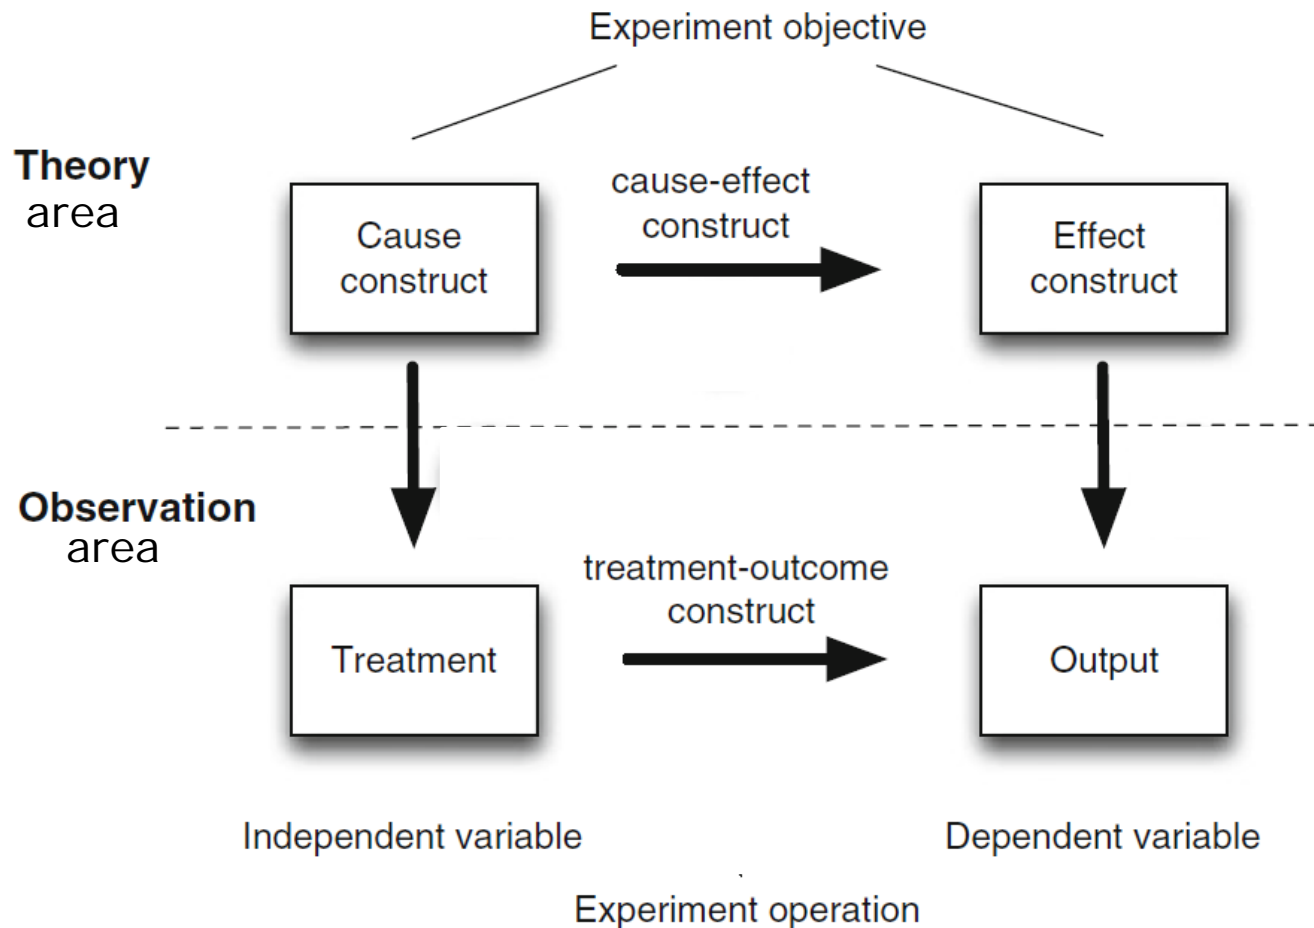 Experiment objective
Theory
area
cause-effect
construct
Cause
construct
Effect
construct
Observation
area
treatment-outcome
construct
Treatment
Output
Independent variable
Dependent variable
Experiment operation